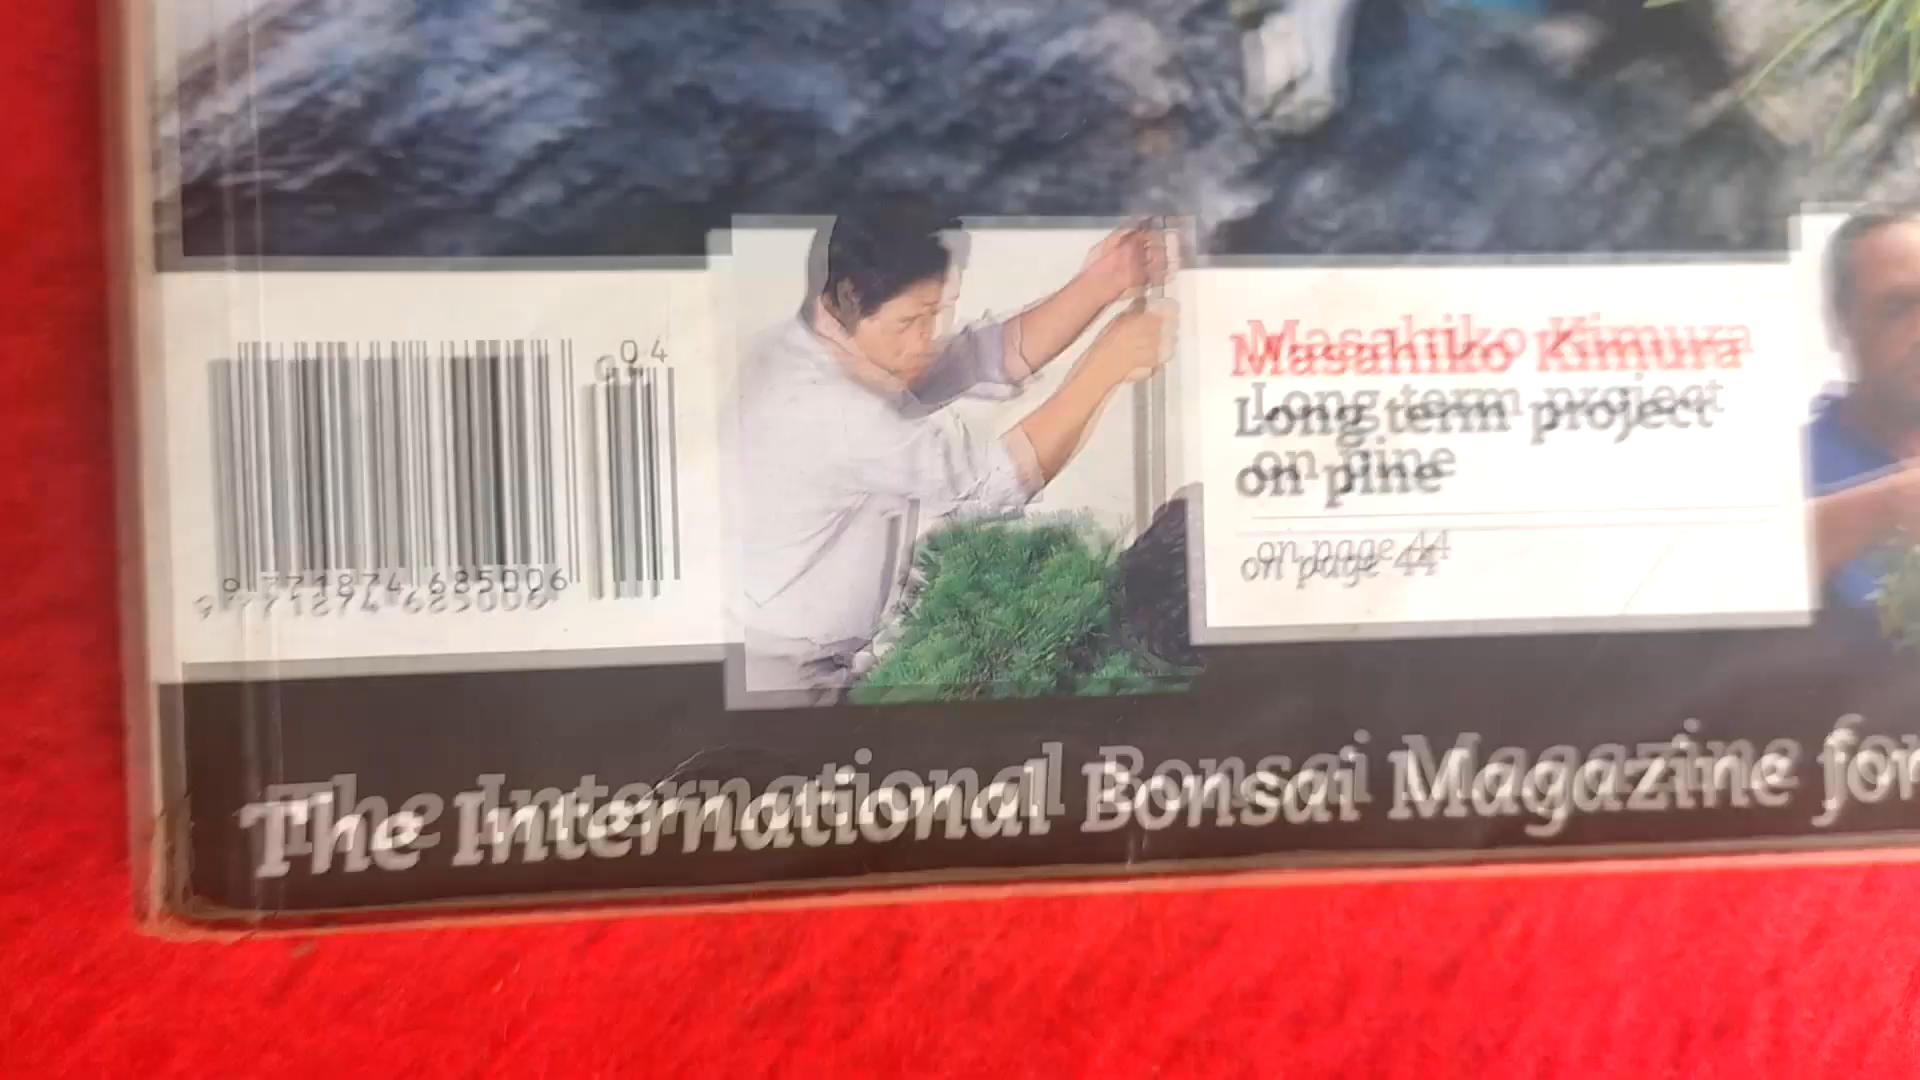 04
9 771874 685006
Masahiko Kimura
Long term project
on pine
on page 44
The International Bonsai Magazine for